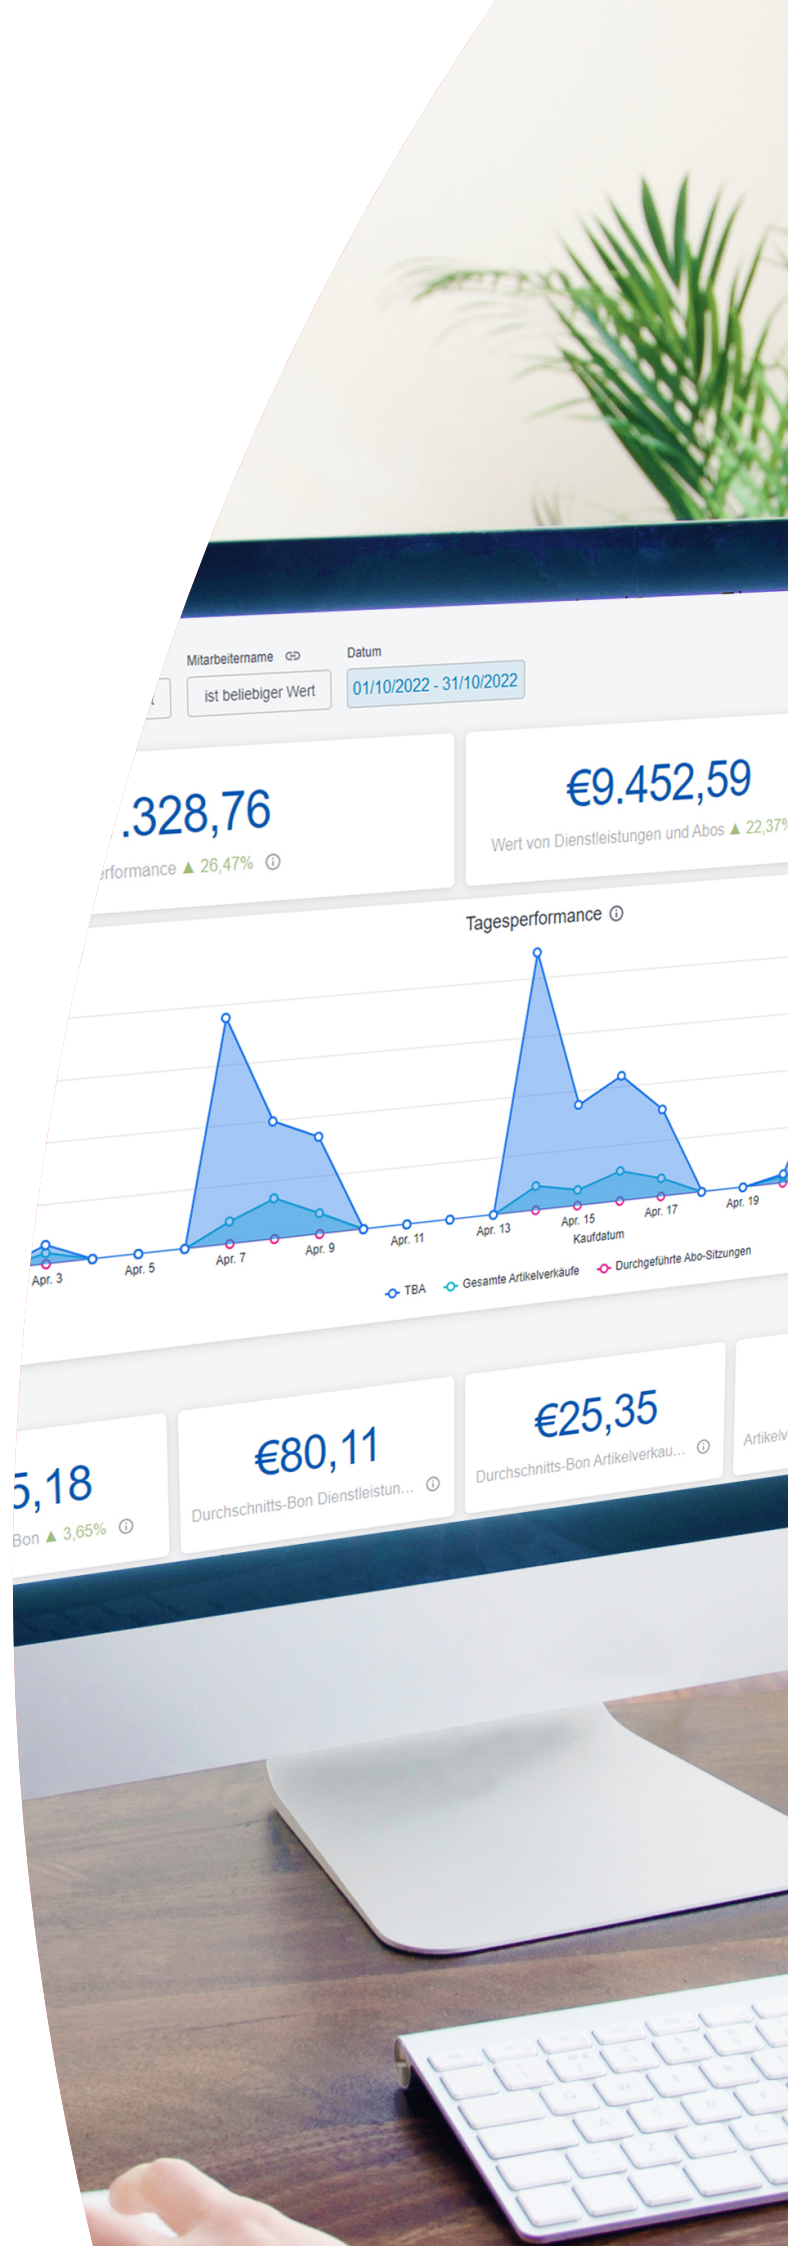 Mitarbeitername
Datum
ist beliebiger Wert
01/10/2022 - 31/10/2022
.328,76
€9.452,59
erformance ▲ 26,47%
Wert von Dienstleistungen und Abos ▲ 22,37%
Tagesperformance
Apr. 3
Apr. 5
Apr. 7
Apr. 9
Apr. 11
Apr. 13
Apr. 15
Apr. 17
Apr. 19
Kaufdatum
TBA
Gesamte Artikelverkäufe
Durchgeführte Abo-Sitzungen
5,18
€80,11
€25,35
Bon ▲ 3,65%
Durchschnitts-Bon Dienstleistun...
Durchschnitts-Bon Artikelverkau...
Artikelv